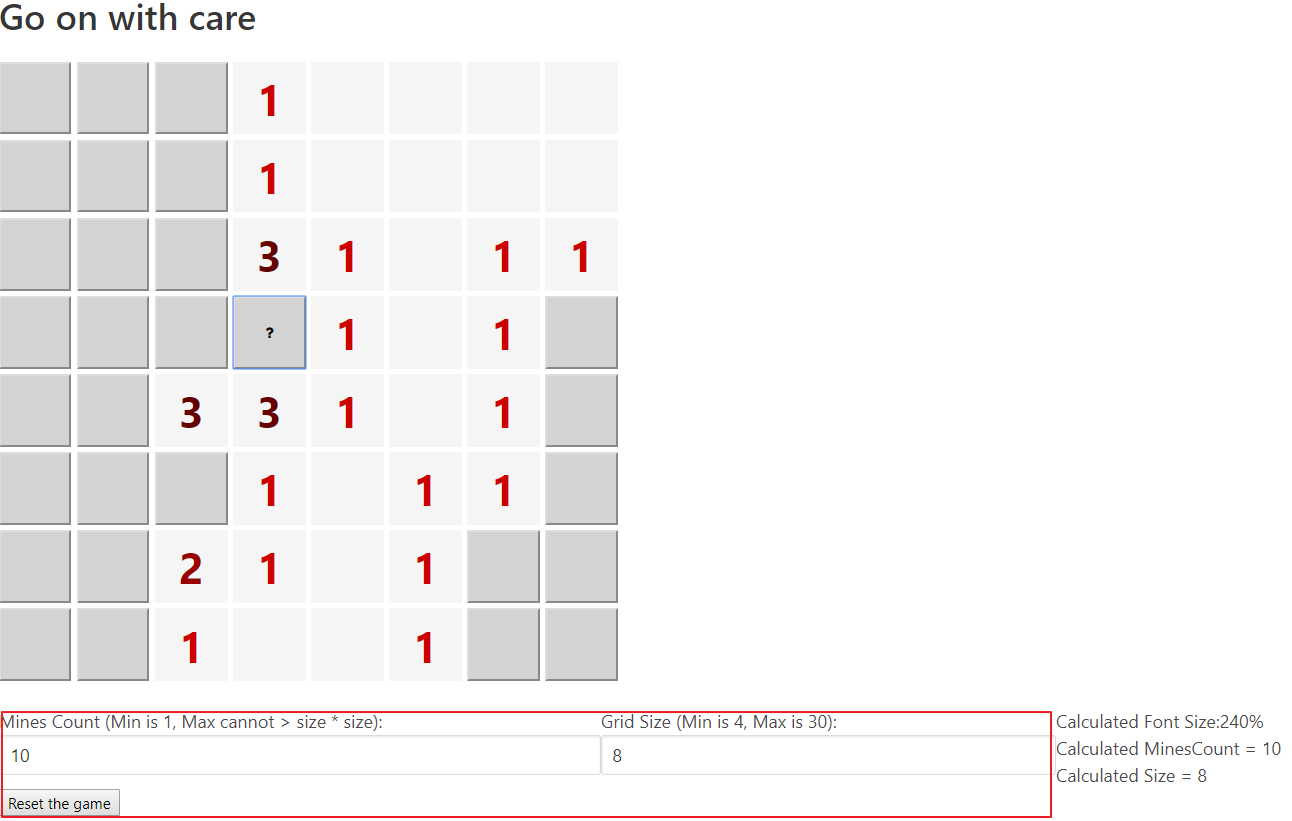 Go on with care
1
1
3 1 1 1
? 1 1
3 3 1 1
1 1 1
2 1 1
1 1
Mines Count (Min is 1, Max cannot > size * size): Grid Size (Min is 4, Max is 30): Calculated Font Size:240%
Calculated MinesCount = 10
10 8
Calculated Size = 8
Reset the game